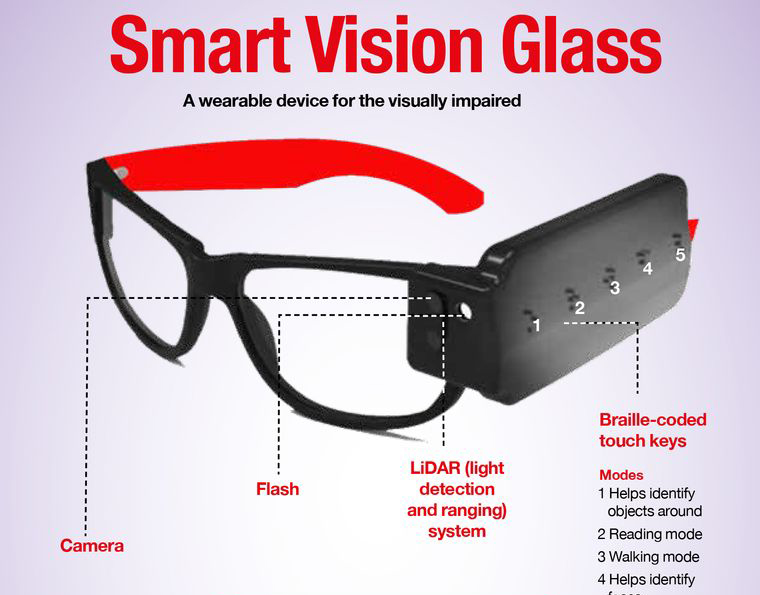 Smart Vision Glass
A wearable device for the visually impaired
1
2
3
4
5
Braille-coded
touch keys
LiDAR (light
detection
and ranging)
system
Flash
Camera
Modes
1 Helps identify
objects around
2 Reading mode
3 Walking mode
4 Helps identify